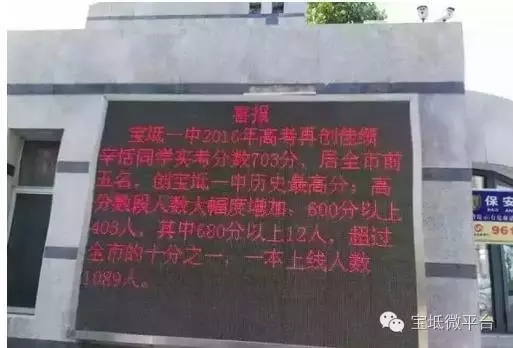 喜报
宝坻一中2016年高考再创佳绩
辛恬同学实考分数703分，居全市前
五名，创宝坻一中历史最高分；高
分数段人数大幅度增加，600分以上
403人，其中680分以上12人，超过
全市的十分之一，一本上线人数
1089人。
保安
961
宝坻微平台